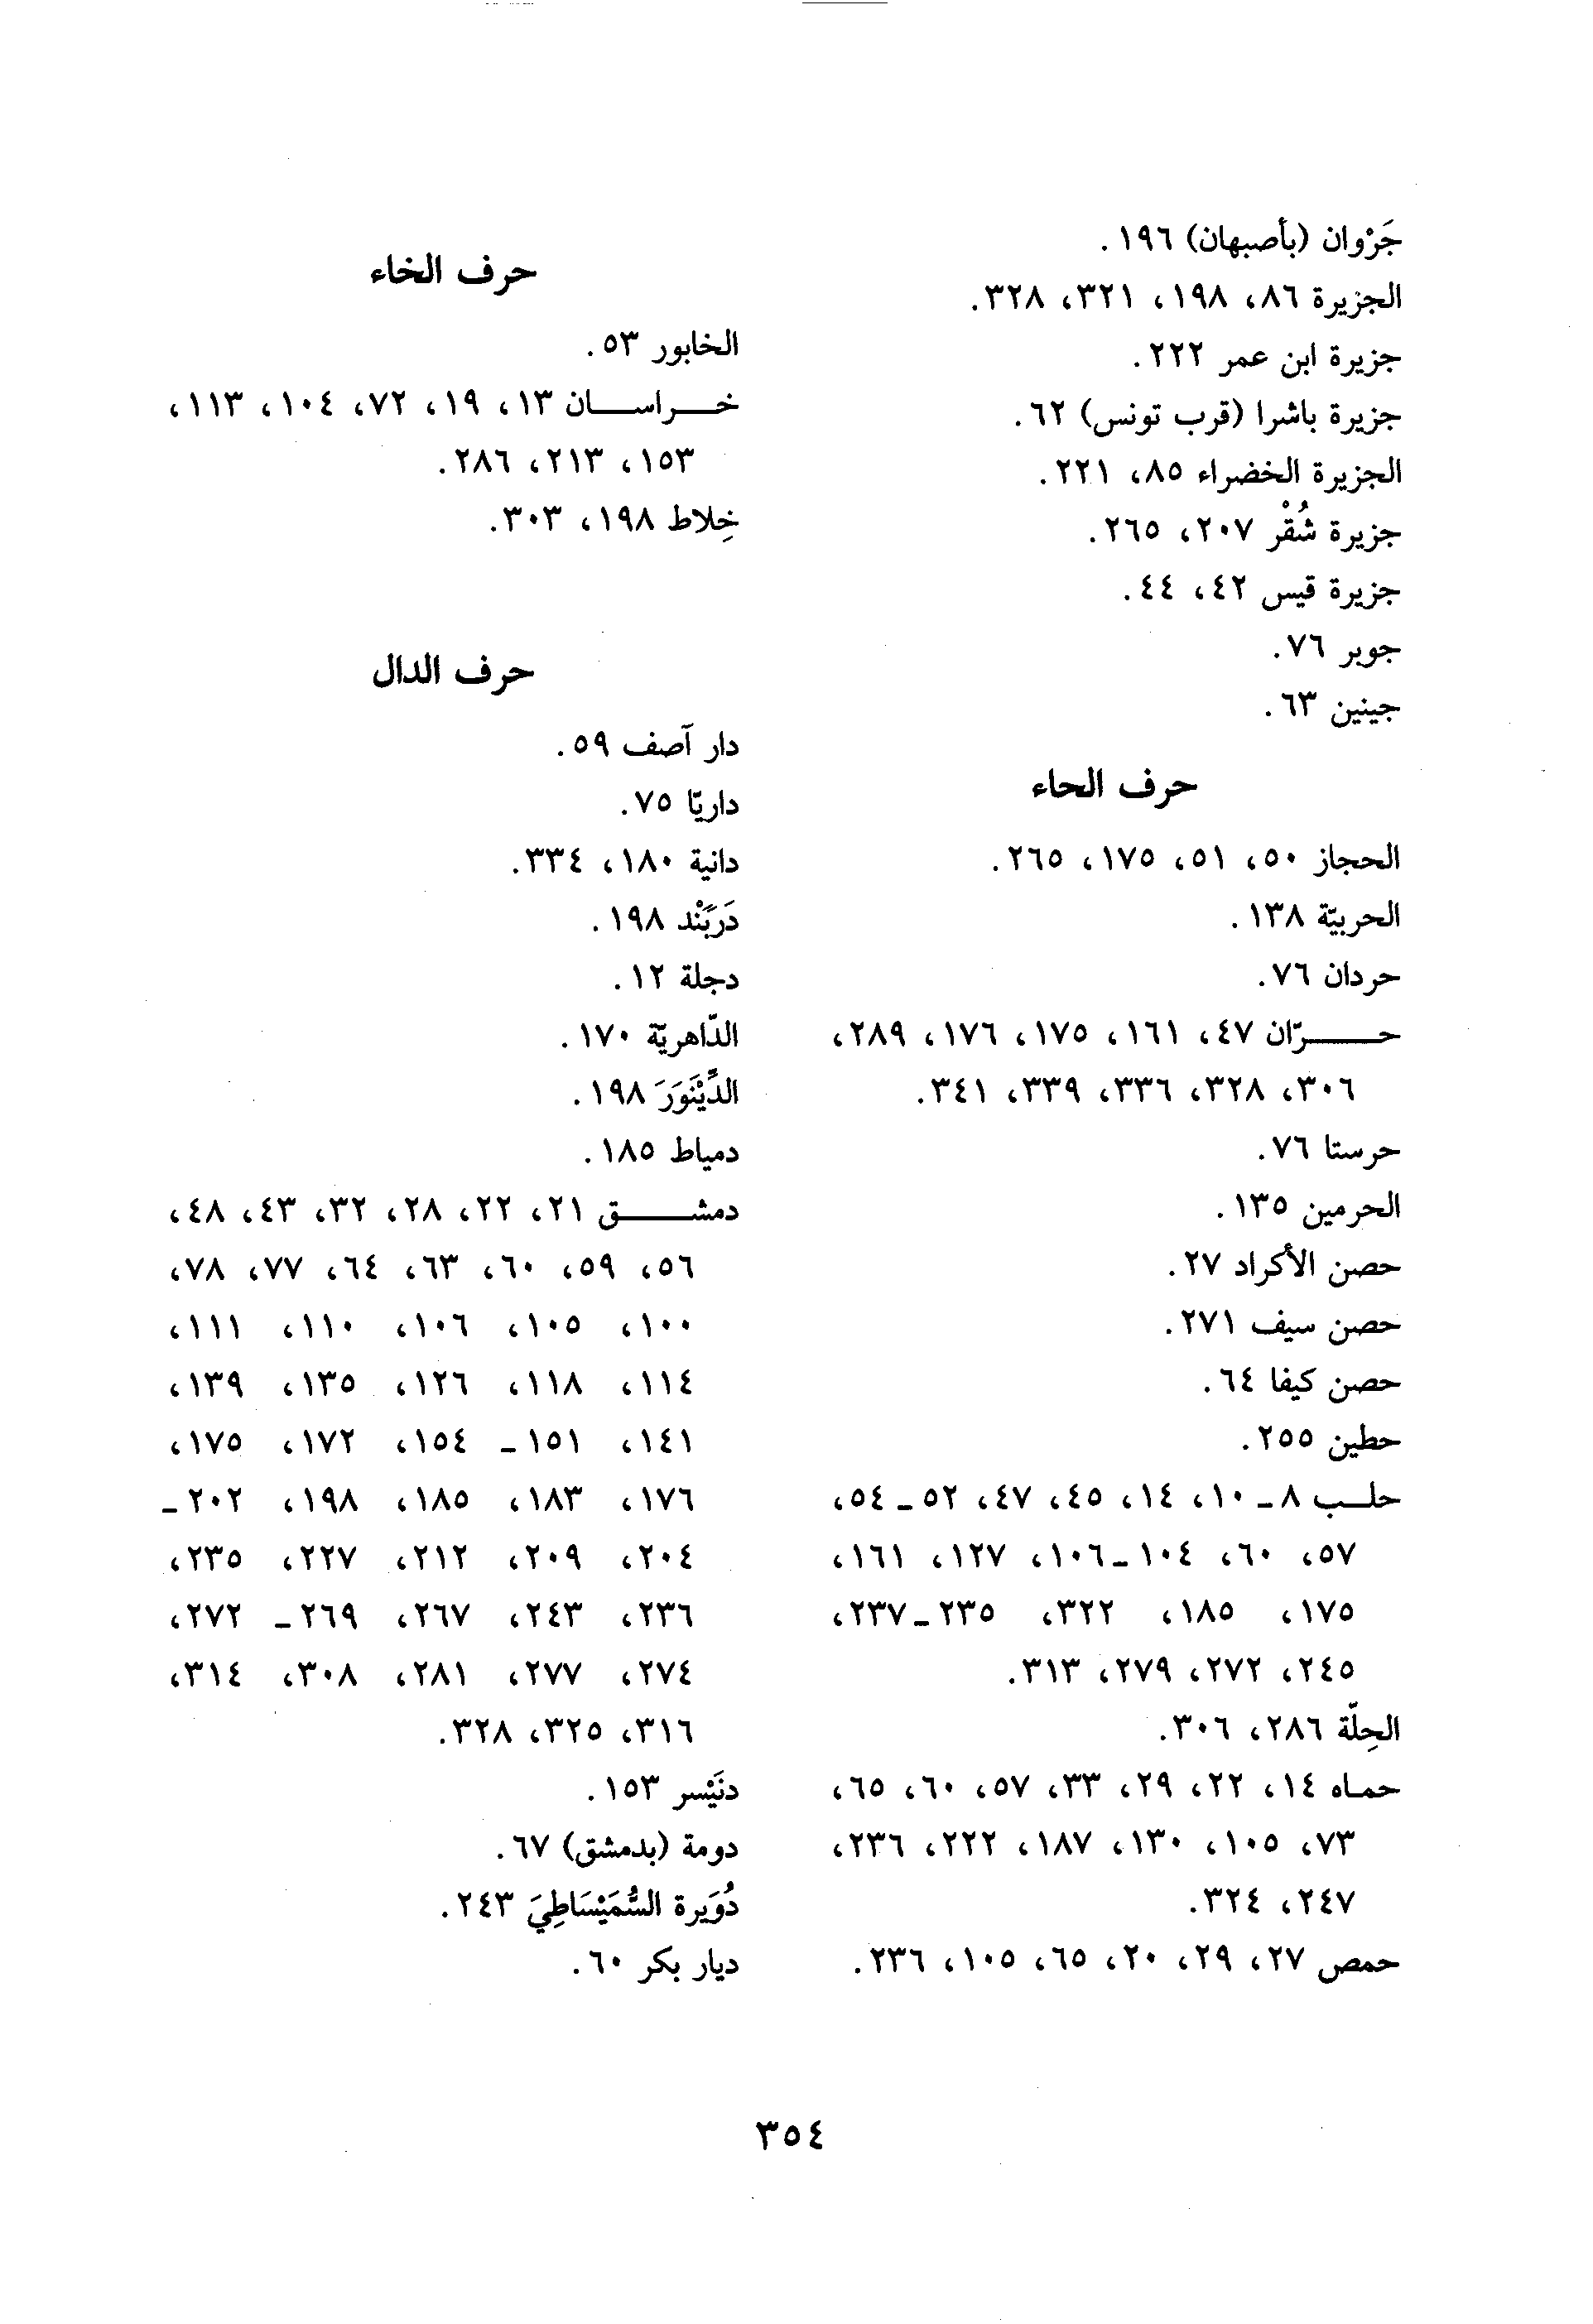 جَرْوان (بأصبهان) ١٩٦.
الجزيرة ٨٦، ١٩٨، ٣٢١، ٣٢٨.
جزيرة ابن عمر ٢٢٢.
جزيرة باشرا (قرب تونس) ٦٢.
الجزيرة الخضراء ٨٥، ٢٢١.
جزيرة شُقْر ٢٠٧، ٢٦٥.
جزيرة قيس ٤٢، ٤٤.
جوبر ٧٦.
جينين ٦٣.
حرف الحاء
الحجاز ٥٠، ٥١، ١٧٥، ٢٦٥.
الحربيّة ١٣٨.
حردان ٧٦.
حـــرّان ٤٧، ١٦١، ١٧٥، ١٧٦، ٢٨٩،
٣٠٦، ٣٢٨، ٣٣٦، ٣٣٩، ٣٤١.
حرستا ٧٦.
الحرمين ١٣٥.
حصن الأكراد ٢٧.
حصن سيف ٢٧١.
حصن كيفا ٦٤.
حطين ٢٥٥.
حلــب ٨ ـ ١٠، ١٤، ٤٥، ٤٧، ٥٢ ـ ٥٤،
٥٧، ٦٠، ١٠٤ ـ ١٠٦، ١٢٧، ١٦١،
١٧٥، ١٨٥، ٣٢٢، ٢٣٥ ـ ٢٣٧،
٢٤٥، ٢٧٢، ٢٧٩، ٣١٣.
الحِلّة ٢٨٦، ٣٠٦.
حماه ١٤، ٢٢، ٢٩، ٣٣، ٥٧، ٦٠، ٦٥،
٧٣، ١٠٥، ١٣٠، ١٨٧، ٢٢٢، ٢٣٦،
٢٤٧، ٣٢٤.
حمص ٢٧، ٢٩، ٢٠، ٦٥، ١٠٥، ٢٣٦.
حرف الخاء
الخابور ٥٣.
خـــراســـان ١٣، ١٩، ٧٢، ١٠٤، ١١٣،
١٥٣، ٢١٣، ٢٨٦.
خِلاط ١٩٨، ٣٠٣.
حرف الدال
دار آصف ٥٩.
داريّا ٧٥.
دانية ١٨٠، ٣٣٤.
دَرْبَنْد ١٩٨.
دجلة ١٢.
الدّاهريّة ١٧٠.
الدِّيْنَوَرَ ١٩٨.
دمياط ١٨٥.
دمشـــق ٢١، ٢٢، ٢٨، ٣٢، ٤٣، ٤٨،
٥٦، ٥٩، ٦٠، ٦٣، ٦٤، ٧٧، ٧٨،
١٠٠، ١٠٥، ١٠٦، ١١٠، ١١١،
١١٤، ١١٨، ١٢٦، ١٣٥، ١٣٩،
١٤١، ١٥١ ـ ١٥٤، ١٧٢، ١٧٥،
١٧٦، ١٨٣، ١٨٥، ١٩٨، ٢٠٢ ـ
٢٠٤، ٢٠٩، ٢١٢، ٢٢٧، ٢٣٥،
٢٣٦، ٢٤٣، ٢٦٧، ٢٦٩ ـ ٢٧٢،
٢٧٤، ٢٧٧، ٢٨١، ٣٠٨، ٣١٤،
٣١٦، ٣٢٥، ٣٢٨.
دنَيْسر ١٥٣.
دومة (بدمشق) ٦٧.
دُوَيرة السُّمَيْسَاطِيَ ٢٤٣.
ديار بكر ٦٠.
٣٥٤